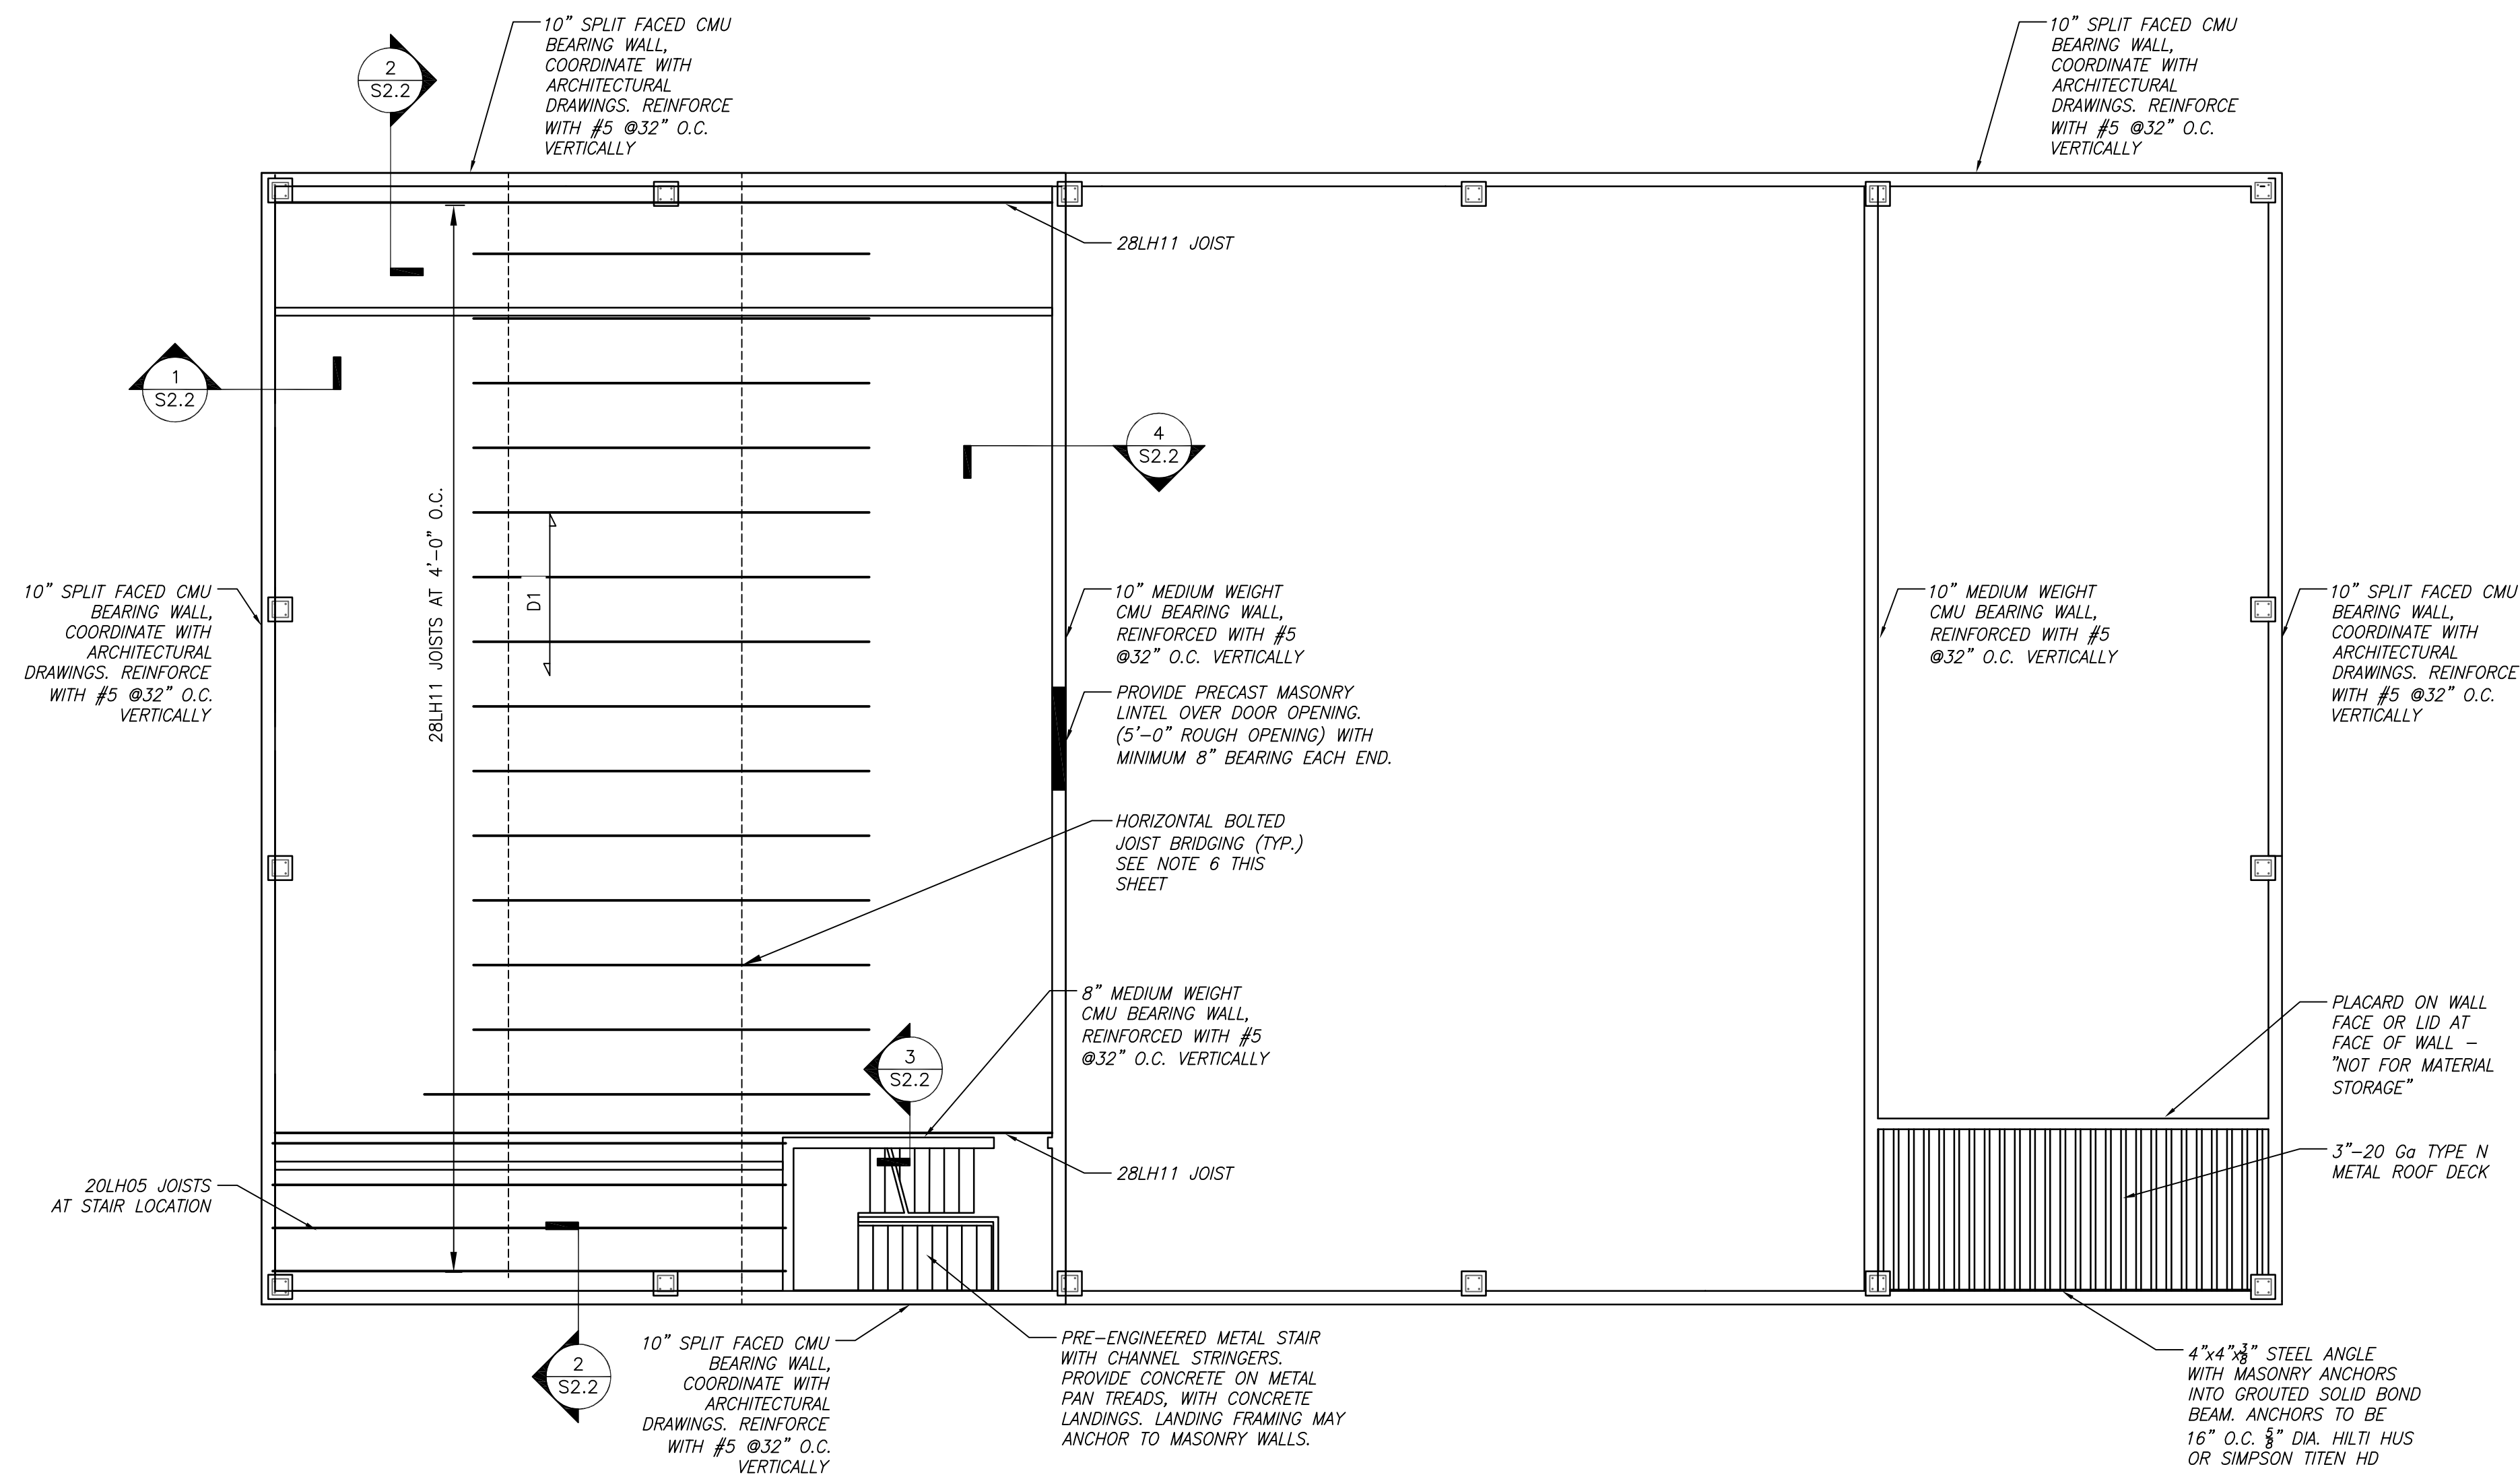 10" SPLIT FACED CMU
BEARING WALL,
COORDINATE WITH
ARCHITECTURAL
DRAWINGS. REINFORCE
WITH #5 @32" O.C.
VERTICALLY
10" SPLIT FACED CMU
BEARING WALL,
COORDINATE WITH
ARCHITECTURAL
DRAWINGS. REINFORCE
WITH #5 @32" O.C.
VERTICALLY
2
S2.2
28LH11 JOIST
1
S2.2
4
S2.2
28LH11 JOISTS AT 4'-0" O.C.
D1
10" SPLIT FACED CMU
BEARING WALL,
COORDINATE WITH
ARCHITECTURAL
DRAWINGS. REINFORCE
WITH #5 @32" O.C.
VERTICALLY
10" MEDIUM WEIGHT
CMU BEARING WALL,
REINFORCED WITH #5
@32" O.C. VERTICALLY
PROVIDE PRECAST MASONRY
LINTEL OVER DOOR OPENING.
(5'-0" ROUGH OPENING) WITH
MINIMUM 8" BEARING EACH END.
10" MEDIUM WEIGHT
CMU BEARING WALL,
REINFORCED WITH #5
@32" O.C. VERTICALLY
10" SPLIT FACED CMU
BEARING WALL,
COORDINATE WITH
ARCHITECTURAL
DRAWINGS. REINFORCE
WITH #5 @32" O.C.
VERTICALLY
HORIZONTAL BOLTED
JOIST BRIDGING (TYP.)
SEE NOTE 6 THIS
SHEET
8" MEDIUM WEIGHT
CMU BEARING WALL,
REINFORCED WITH #5
@32" O.C. VERTICALLY
3
S2.2
PLACARD ON WALL
FACE OR LID AT
FACE OF WALL –
"NOT FOR MATERIAL
STORAGE"
28LH11 JOIST
3"-20 Ga TYPE N
METAL ROOF DECK
20LH05 JOISTS
AT STAIR LOCATION
2
S2.2
10" SPLIT FACED CMU
BEARING WALL,
COORDINATE WITH
ARCHITECTURAL
DRAWINGS. REINFORCE
WITH #5 @32" O.C.
VERTICALLY
PRE-ENGINEERED METAL STAIR
WITH CHANNEL STRINGERS.
PROVIDE CONCRETE ON METAL
PAN TREADS, WITH CONCRETE
LANDINGS. LANDING FRAMING MAY
ANCHOR TO MASONRY WALLS.
4"x4"x3/8" STEEL ANGLE
WITH MASONRY ANCHORS
INTO GROUTED SOLID BOND
BEAM. ANCHORS TO BE
16" O.C. 5/8" DIA. HILTI HUS
OR SIMPSON TITEN HD